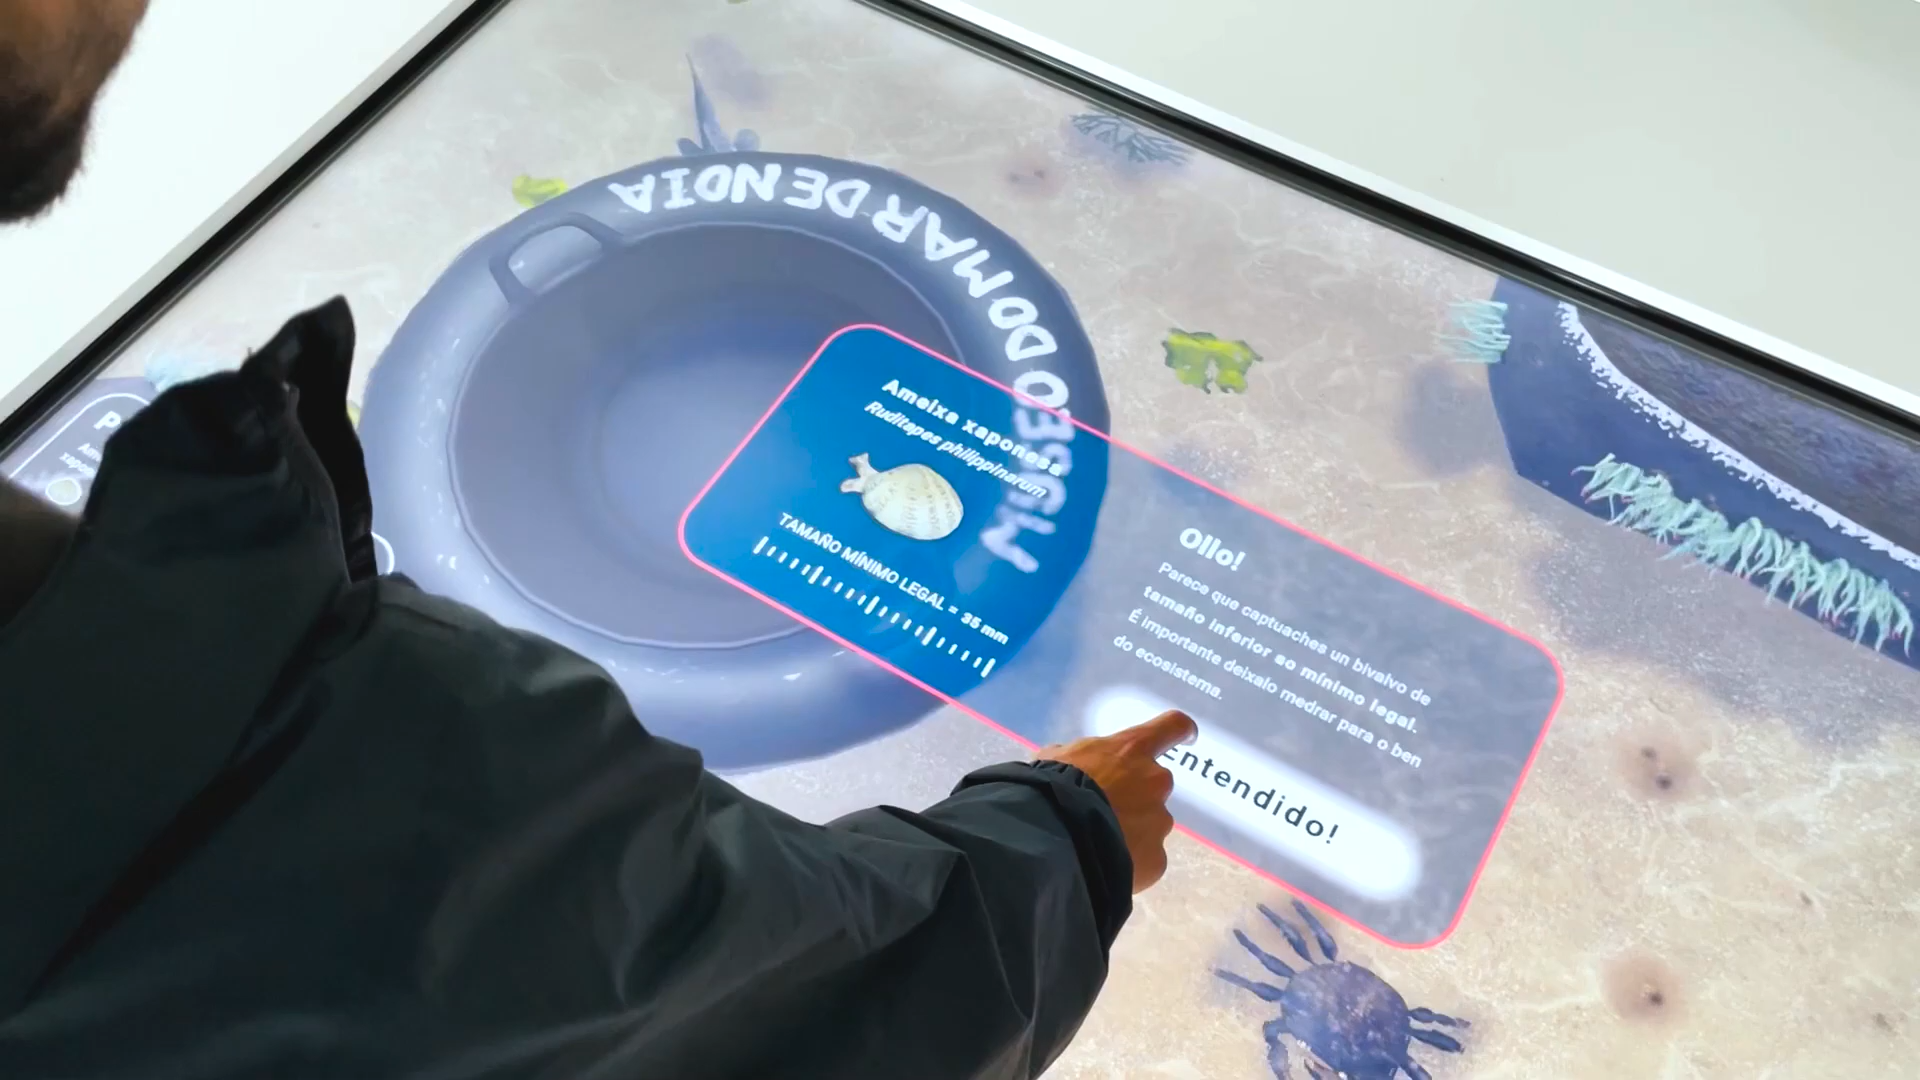 MUSEO DO MAR DE NOIA
Ameixa xaponesa
Ruditapes philippinarum
TAMAÑO MÍNIMO LEGAL = 35 mm
Ollo!
Parece que captuaches un bivalvo de
tamaño inferior ao mínimo legal.
É importante deixalo medrar para o ben
do ecosistema.
Entendido!